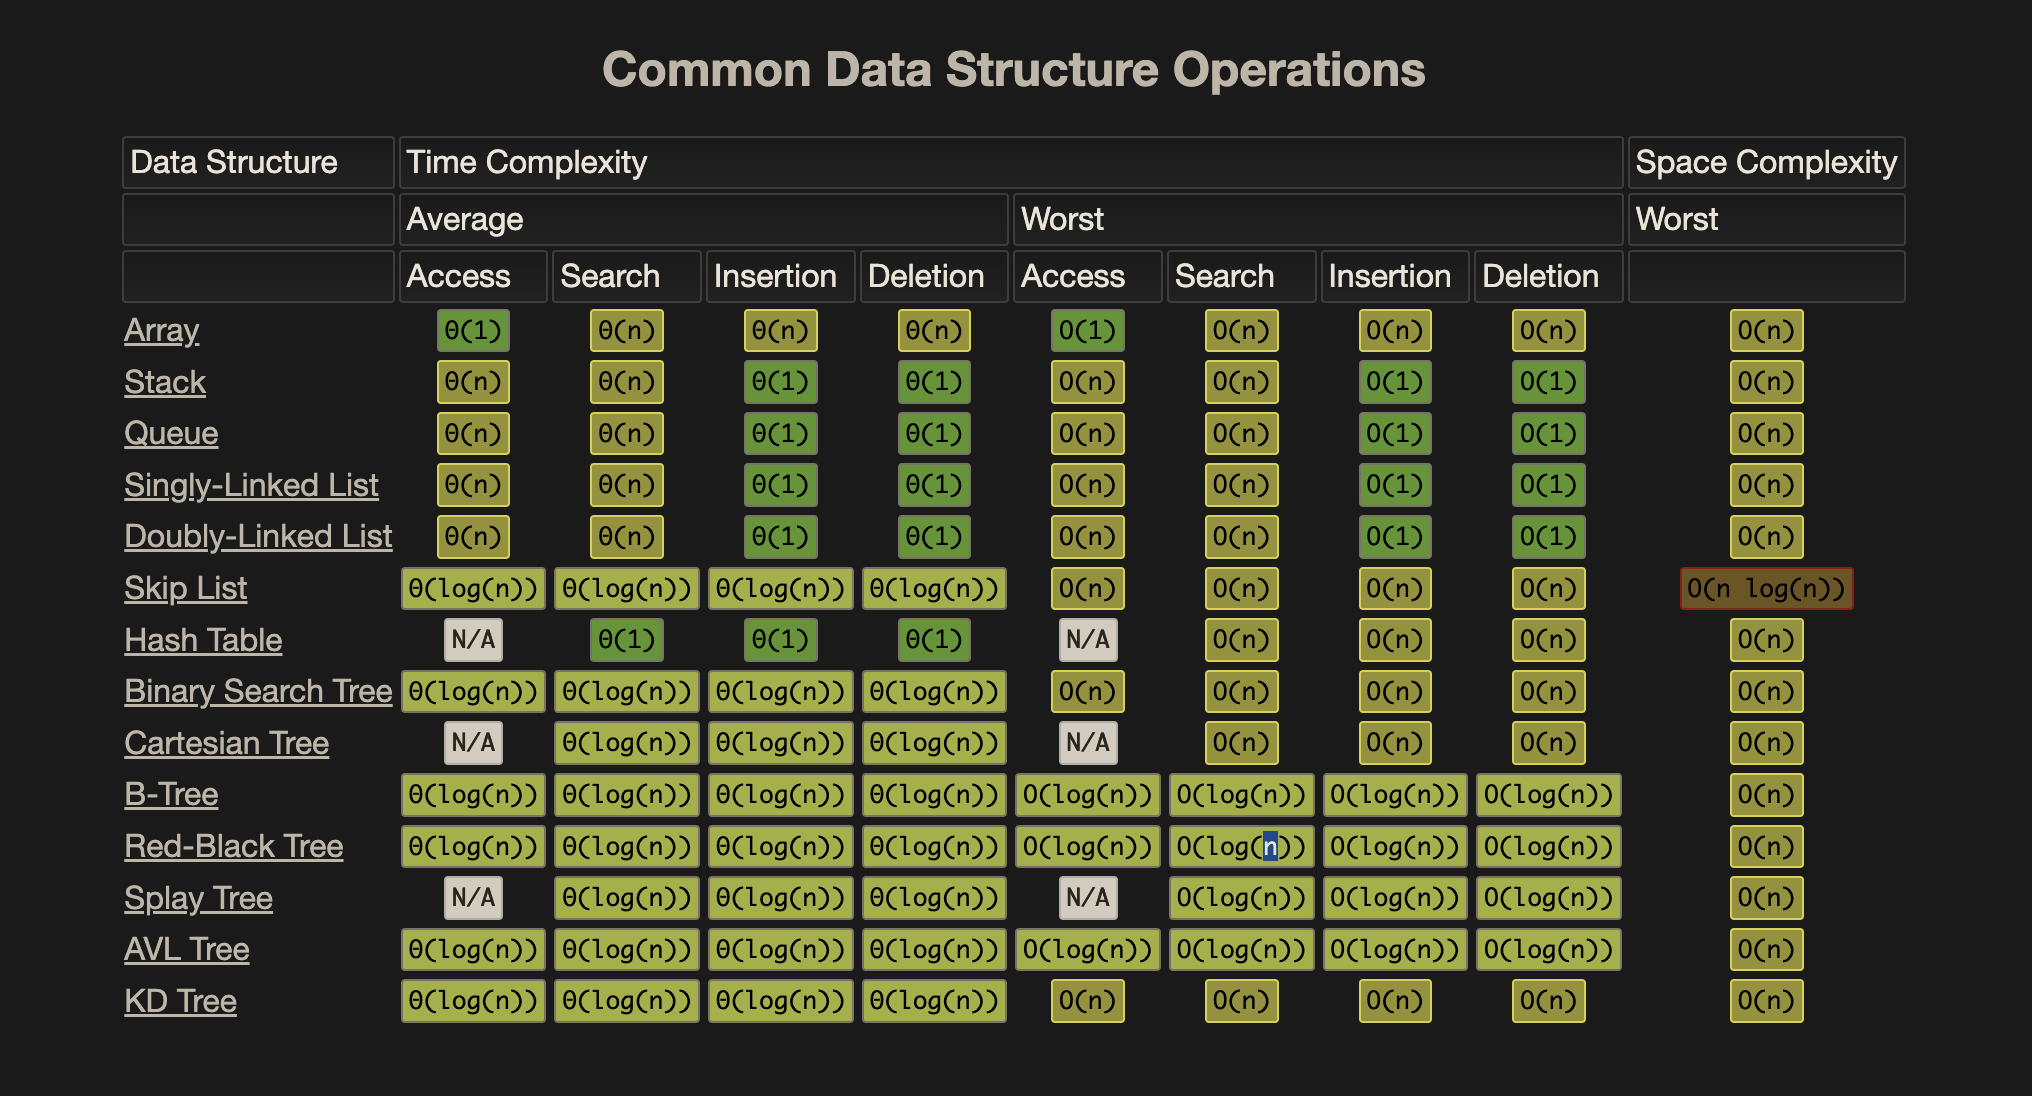 Common Data Structure Operations
Data Structure Time Complexity Space Complexity
Average Worst Worst
Access Search Insertion Deletion Access Search Insertion Deletion
Array Θ(1) Θ(n) Θ(n) Θ(n) O(1) O(n) O(n) O(n) O(n)
Stack Θ(n) Θ(n) Θ(1) Θ(1) O(n) O(n) O(1) O(1) O(n)
Queue Θ(n) Θ(n) Θ(1) Θ(1) O(n) O(n) O(1) O(1) O(n)
Singly-Linked List Θ(n) Θ(n) Θ(1) Θ(1) O(n) O(n) O(1) O(1) O(n)
Doubly-Linked List Θ(n) Θ(n) Θ(1) Θ(1) O(n) O(n) O(1) O(1) O(n)
Skip List Θ(log(n)) Θ(log(n)) Θ(log(n)) Θ(log(n)) O(n) O(n) O(n) O(n) O(n log(n))
Hash Table N/A Θ(1) Θ(1) Θ(1) N/A O(n) O(n) O(n) O(n)
Binary Search Tree Θ(log(n)) Θ(log(n)) Θ(log(n)) Θ(log(n)) O(n) O(n) O(n) O(n) O(n)
Cartesian Tree N/A Θ(log(n)) Θ(log(n)) Θ(log(n)) N/A O(n) O(n) O(n) O(n)
B-Tree Θ(log(n)) Θ(log(n)) Θ(log(n)) Θ(log(n)) O(log(n)) O(log(n)) O(log(n)) O(log(n)) O(n)
Red-Black Tree Θ(log(n)) Θ(log(n)) Θ(log(n)) Θ(log(n)) O(log(n)) O(log(n)) O(log(n)) O(log(n)) O(n)
Splay Tree N/A Θ(log(n)) Θ(log(n)) Θ(log(n)) N/A O(log(n)) O(log(n)) O(log(n)) O(n)
AVL Tree Θ(log(n)) Θ(log(n)) Θ(log(n)) Θ(log(n)) O(log(n)) O(log(n)) O(log(n)) O(log(n)) O(n)
KD Tree Θ(log(n)) Θ(log(n)) Θ(log(n)) Θ(log(n)) O(n) O(n) O(n) O(n) O(n)